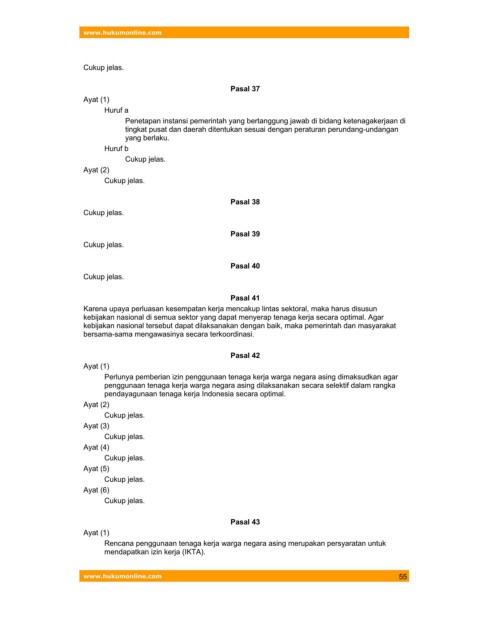 www.hukumonline.com
Cukup jelas.
Pasal 37
Ayat (1)
Huruf a
Penetapan instansi pemerintah yang bertanggung jawab di bidang ketenagakerjaan di
tingkat pusat dan daerah ditentukan sesuai dengan peraturan perundang-undangan
yang berlaku.
Huruf b
Cukup jelas.
Ayat (2)
Cukup jelas.
Pasal 38
Cukup jelas.
Pasal 39
Cukup jelas.
Pasal 40
Cukup jelas.
Pasal 41
Karena upaya perluasan kesempatan kerja mencakup lintas sektoral, maka harus disusun
kebijakan nasional di semua sektor yang dapat menyerap tenaga kerja secara optimal. Agar
kebijakan nasional tersebut dapat dilaksanakan dengan baik, maka pemerintah dan masyarakat
bersama-sama mengawasinya secara terkoordinasi.
Pasal 42
Ayat (1)
Perlunya pemberian izin penggunaan tenaga kerja warga negara asing dimaksudkan agar
penggunaan tenaga kerja warga negara asing dilaksanakan secara selektif dalam rangka
pendayagunaan tenaga kerja Indonesia secara optimal.
Ayat (2)
Cukup jelas.
Ayat (3)
Cukup jelas.
Ayat (4)
Cukup jelas.
Ayat (5)
Cukup jelas.
Ayat (6)
Cukup jelas.
Pasal 43
Ayat (1)
Rencana penggunaan tenaga kerja warga negara asing merupakan persyaratan untuk
mendapatkan izin kerja (IKTA).
www.hukumonline.com 55